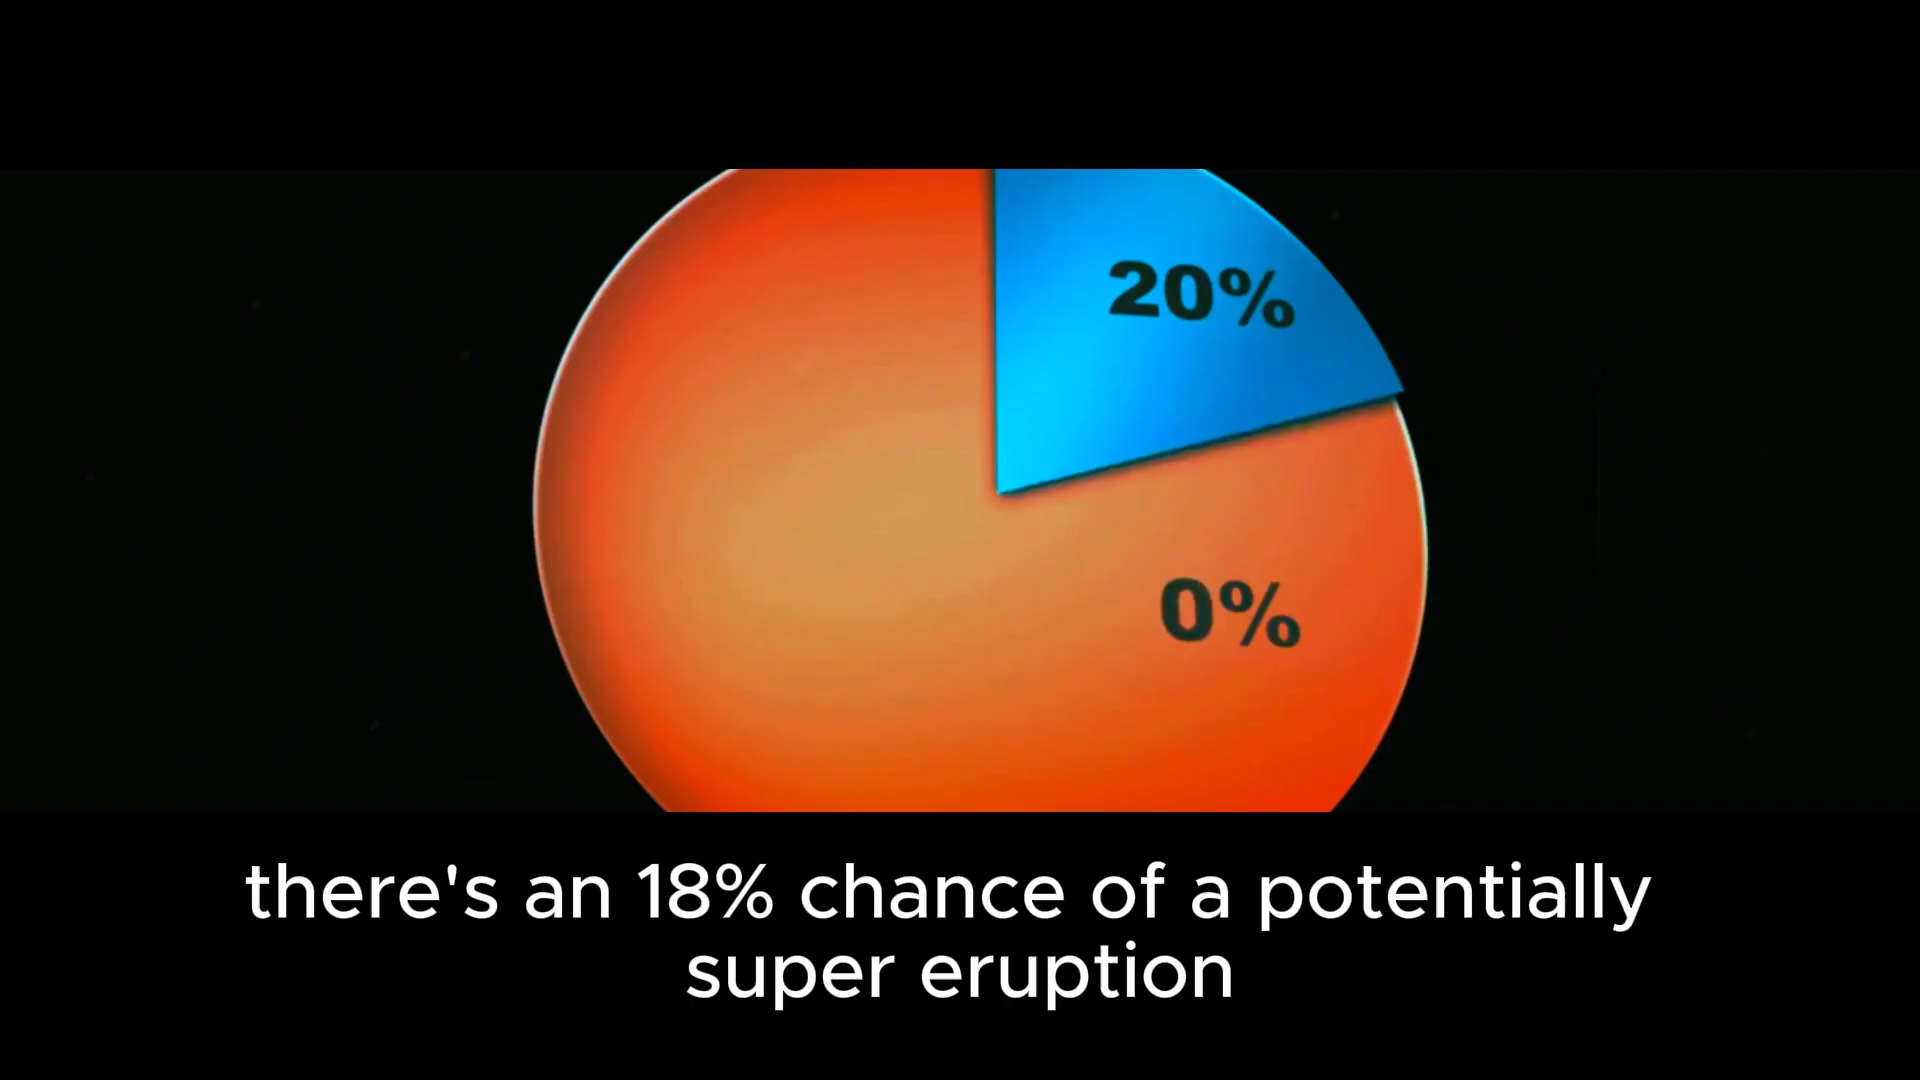 20%
0%
there's an 18% chance of a potentially
super eruption